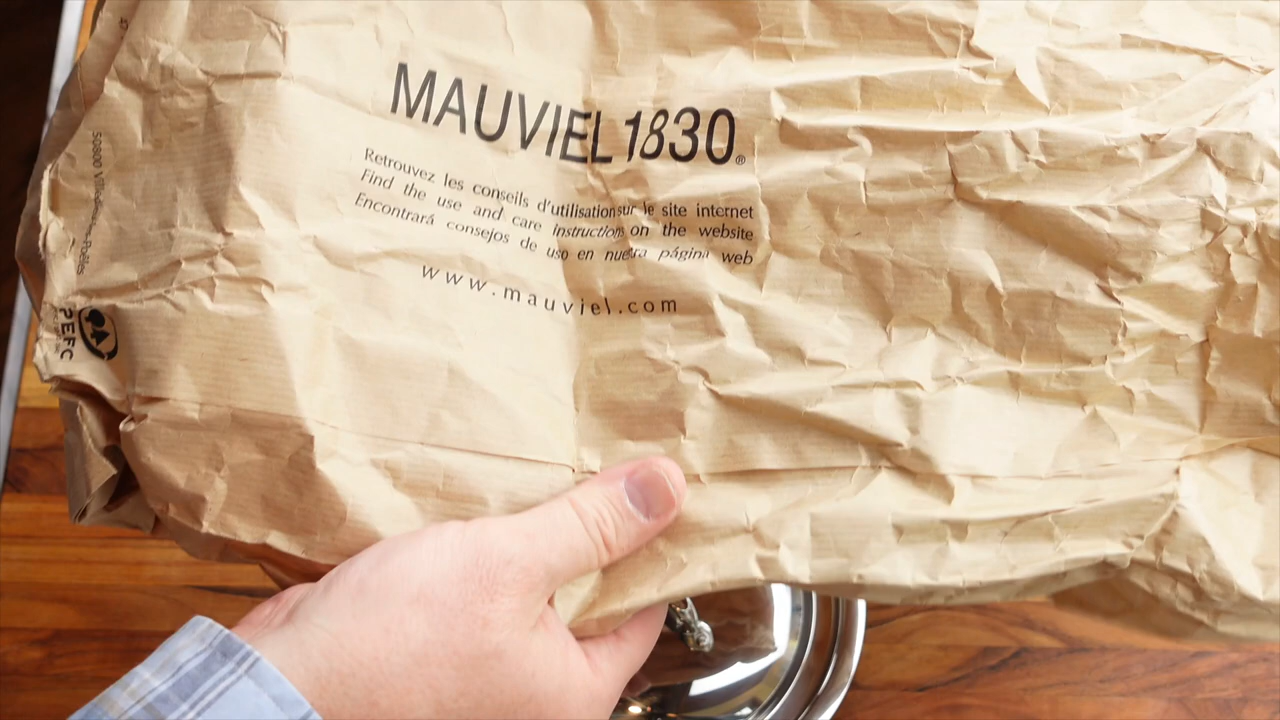 MAUVIEL 1830®
Retrouvez les conseils d'utilisation sur le site internet
Find the use and care instructions on the website
Encontrará consejos de uso en nuestra página web
www.mauviel.com
50800
PEFC